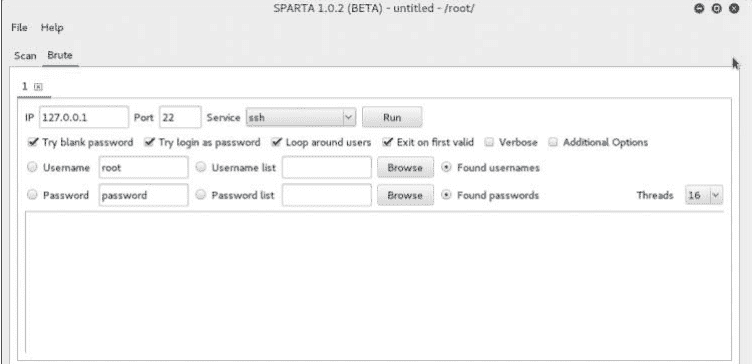 SPARTA 1.0.2 (BETA) - untitled - /root/
File Help
Scan Brute
1
IP 127.0.0.1 Port 22 Service ssh Run
Try blank password Try login as password Loop around users Exit on first valid Verbose Additional Options
Username root Username list Browse Found usernames
Password password Password list Browse Found passwords Threads 16